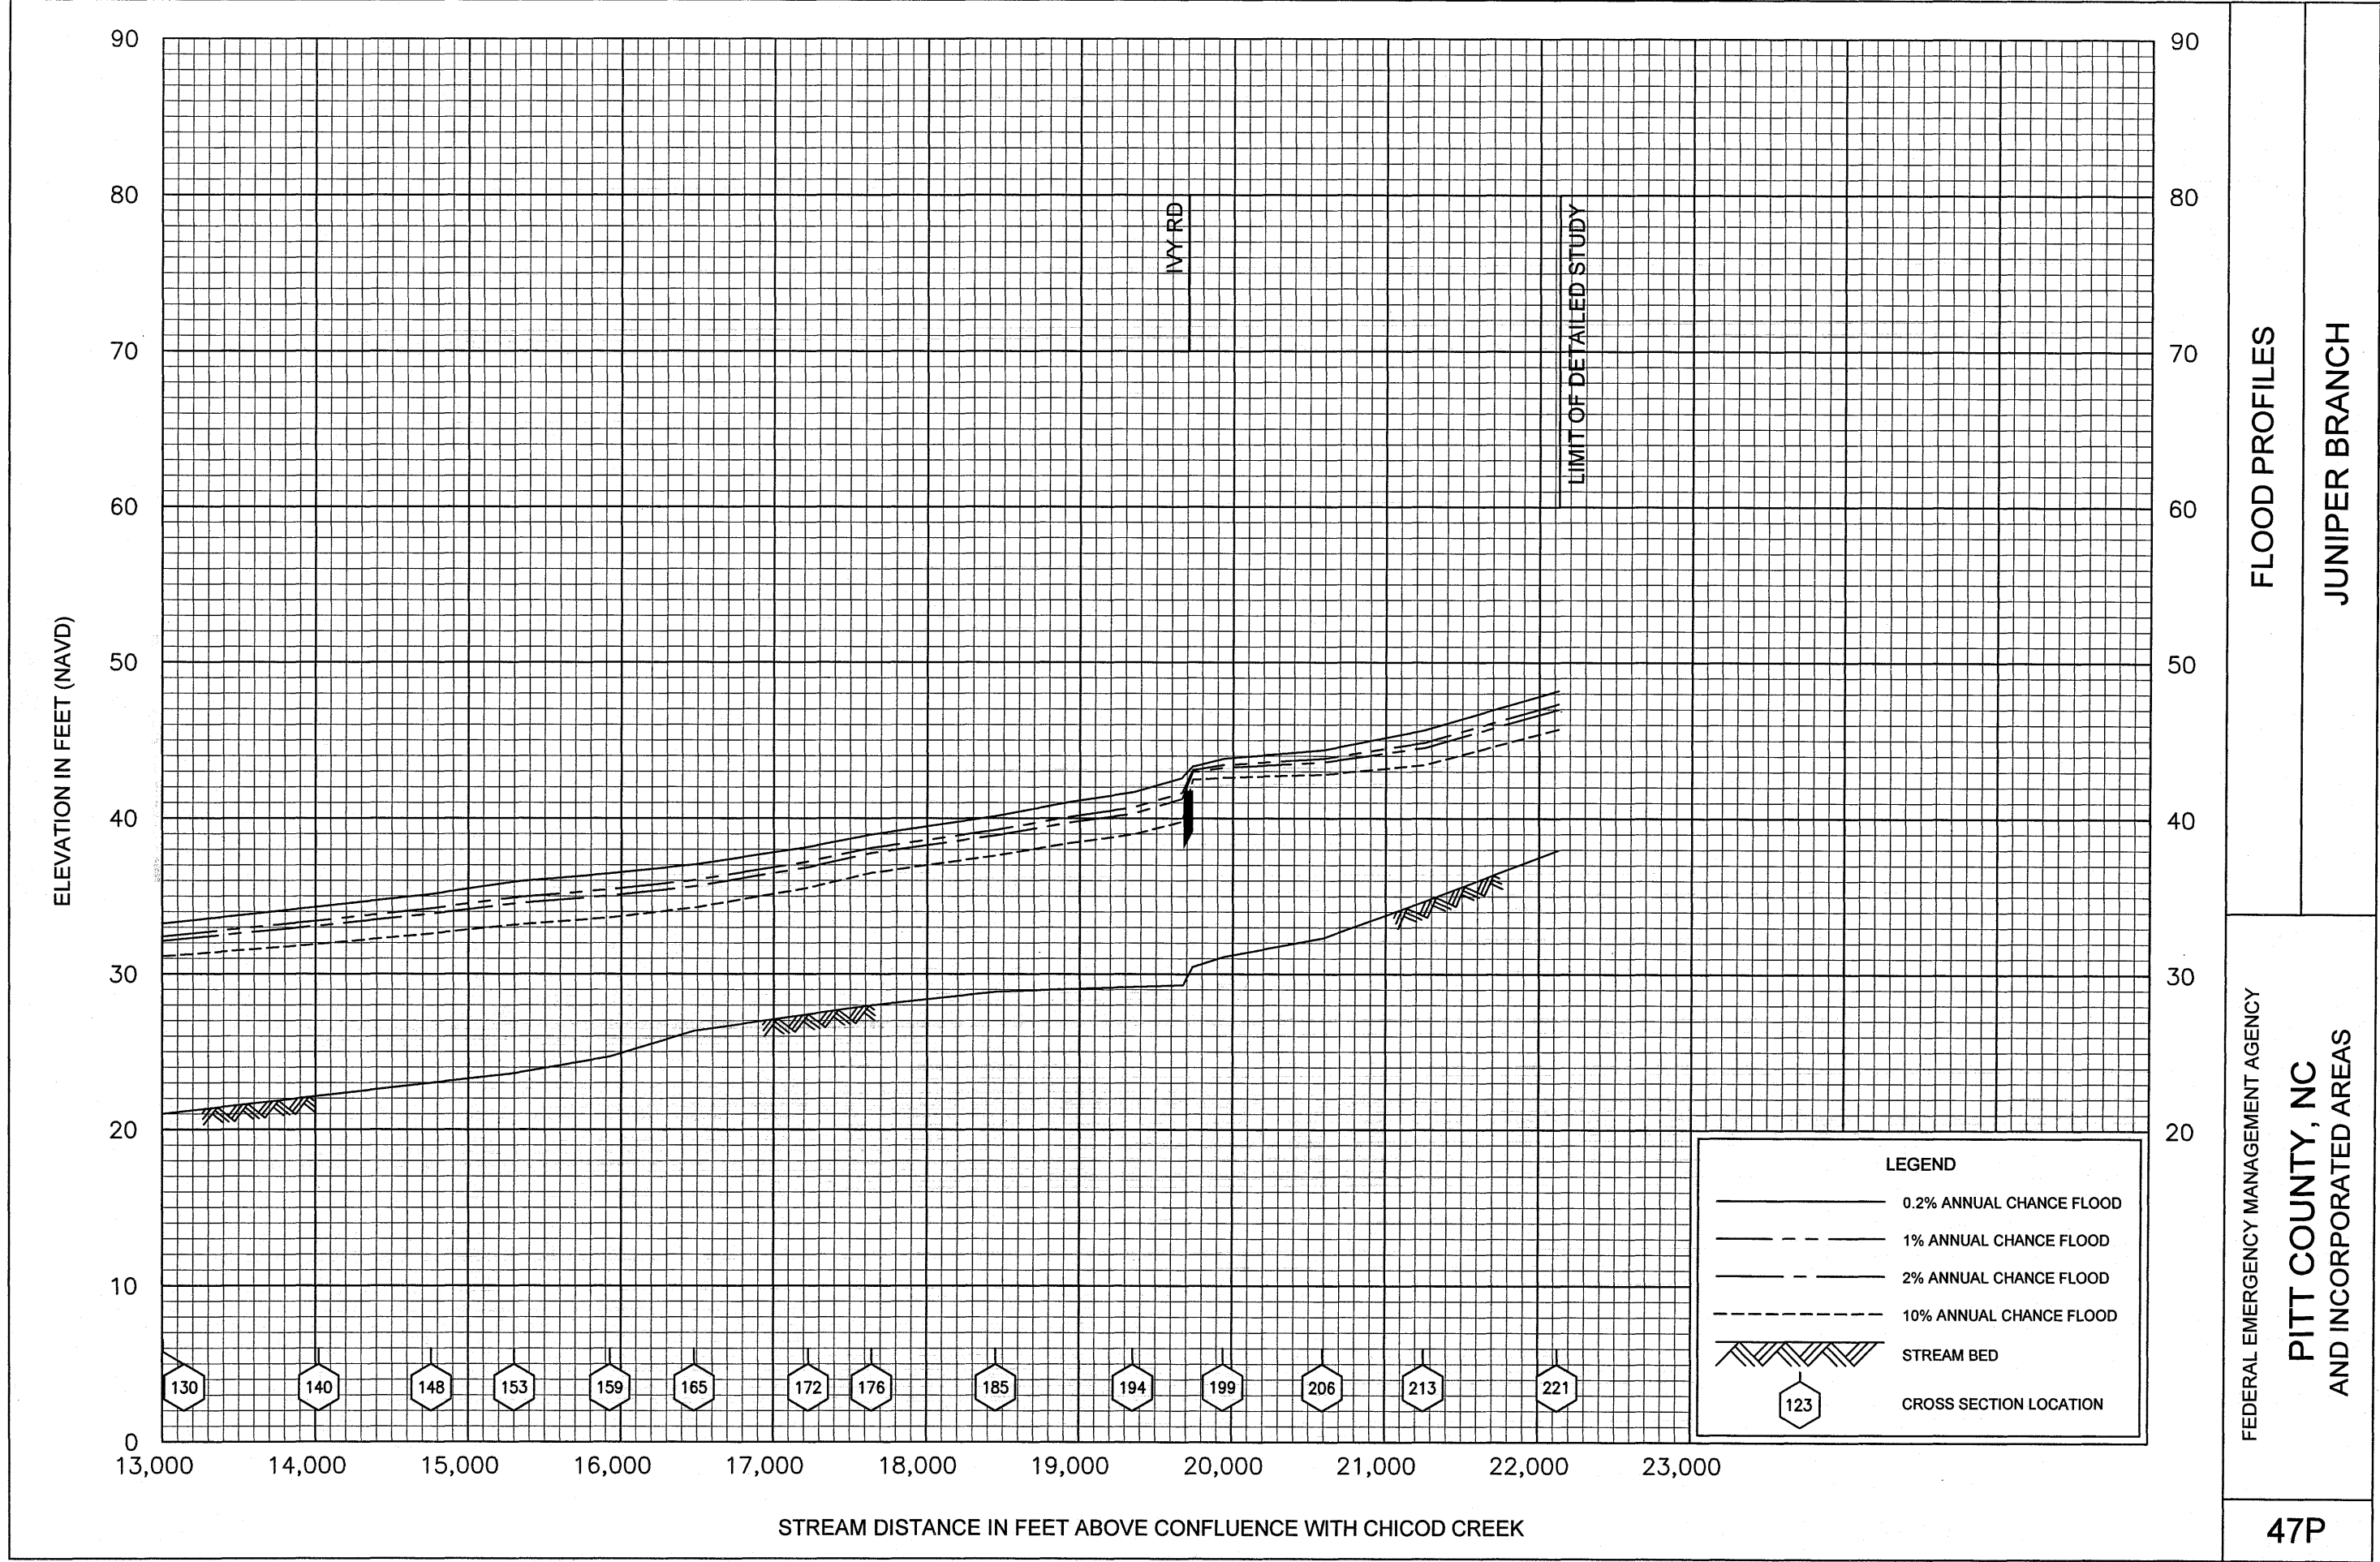 90
80
70
60
50
40
30
20
10
0
ELEVATION IN FEET (NAVD)
IVY RD
LIMIT OF DETAILED STUDY
90
80
70
60
50
40
30
20
130
140
148
153
159
165
172
176
185
194
199
206
213
221
13,000
14,000
15,000
16,000
17,000
18,000
19,000
20,000
21,000
22,000
23,000
STREAM DISTANCE IN FEET ABOVE CONFLUENCE WITH CHICOD CREEK
LEGEND
0.2% ANNUAL CHANCE FLOOD
1% ANNUAL CHANCE FLOOD
2% ANNUAL CHANCE FLOOD
10% ANNUAL CHANCE FLOOD
STREAM BED
123
CROSS SECTION LOCATION
FLOOD PROFILES
JUNIPER BRANCH
FEDERAL EMERGENCY MANAGEMENT AGENCY
PITT COUNTY, NC
AND INCORPORATED AREAS
47P